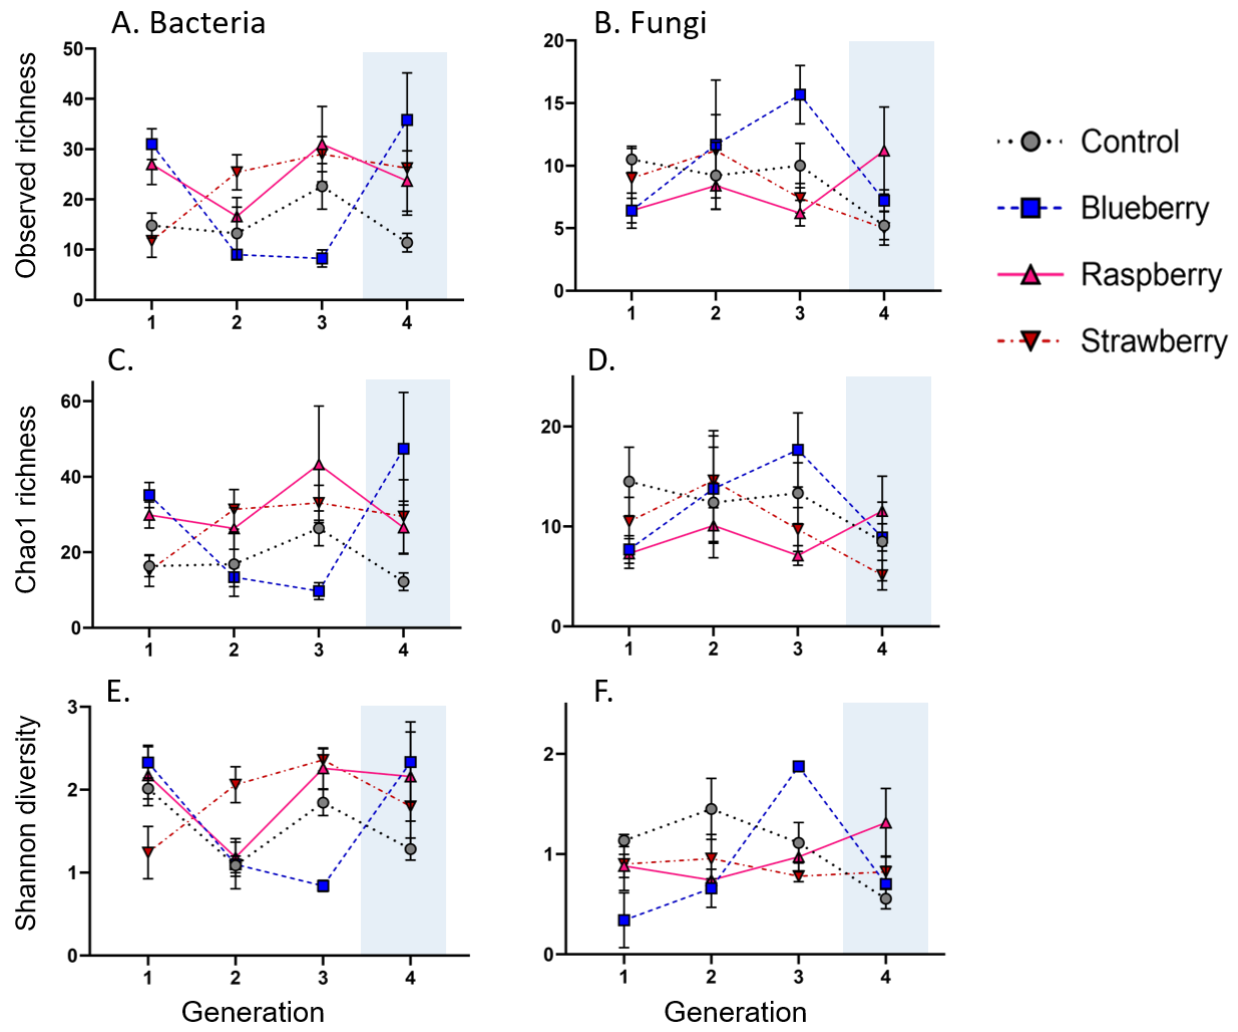 A. Bacteria
B. Fungi
Observed richness
50
40
30
20
10
0
1 2 3 4
20
15
10
5
0
1 2 3 4
Control
Blueberry
Raspberry
Strawberry
C.
D.
Chao1 richness
60
40
20
0
1 2 3 4
20
10
0
1 2 3 4
E.
F.
Shannon diversity
3
2
1
0
1 2 3 4
2
1
0
1 2 3 4
Generation
Generation